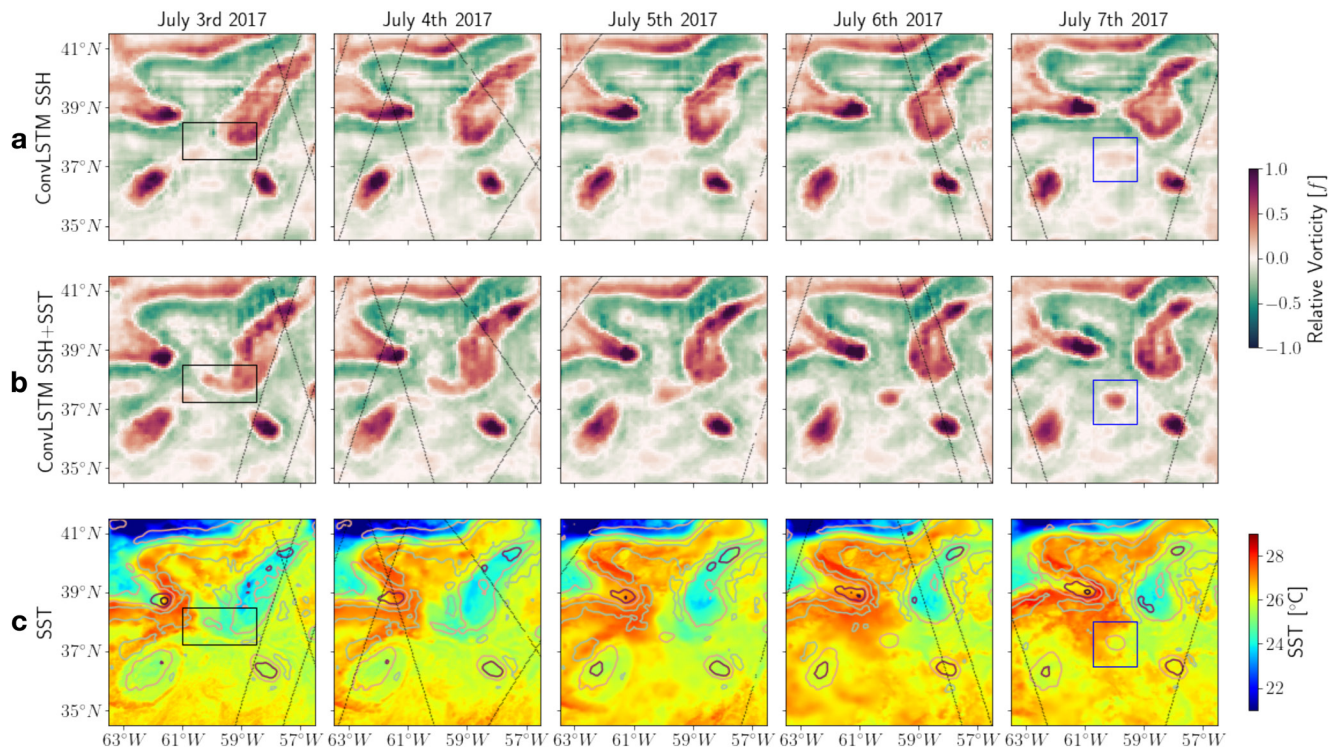 July 3rd 2017 July 4th 2017 July 5th 2017 July 6th 2017 July 7th 2017
a
ConvLSTM SSH
41°N
39°N
37°N
35°N
b
ConvLSTM SSH+SST
41°N
39°N
37°N
35°N
c
SST
41°N
39°N
37°N
35°N
63°W 61°W 59°W 57°W 63°W 61°W 59°W 57°W 63°W 61°W 59°W 57°W 63°W 61°W 59°W 57°W 63°W 61°W 59°W 57°W
1.0
0.5
0.0
−0.5
−1.0
Relative Vorticity [f]
28
26
24
22
SST [°C]